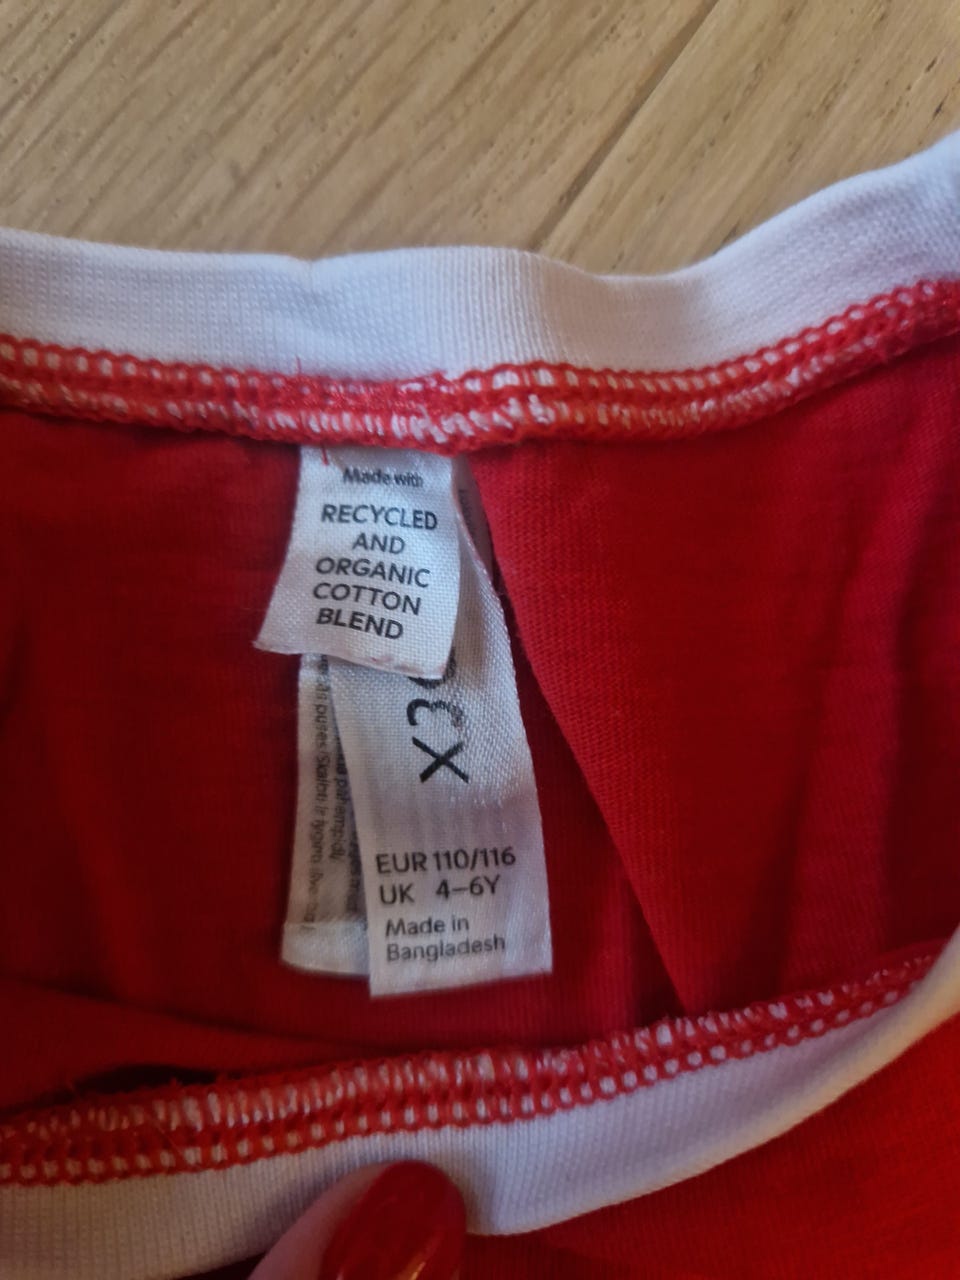 Made with
RECYCLED
AND
ORGANIC
COTTON
BLEND
EUR 110/116
UK 4–6Y
Made in
Bangladesh